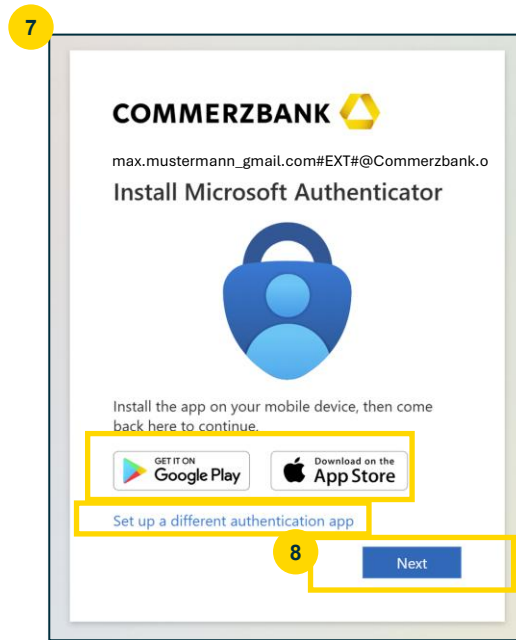 7
COMMERZBANK
max.mustermann_gmail.com#EXT#@Commerzbank.o
Install Microsoft Authenticator
Install the app on your mobile device, then come
back here to continue.
GET IT ON
Google Play
Download on the
App Store
Set up a different authentication app
8
Next